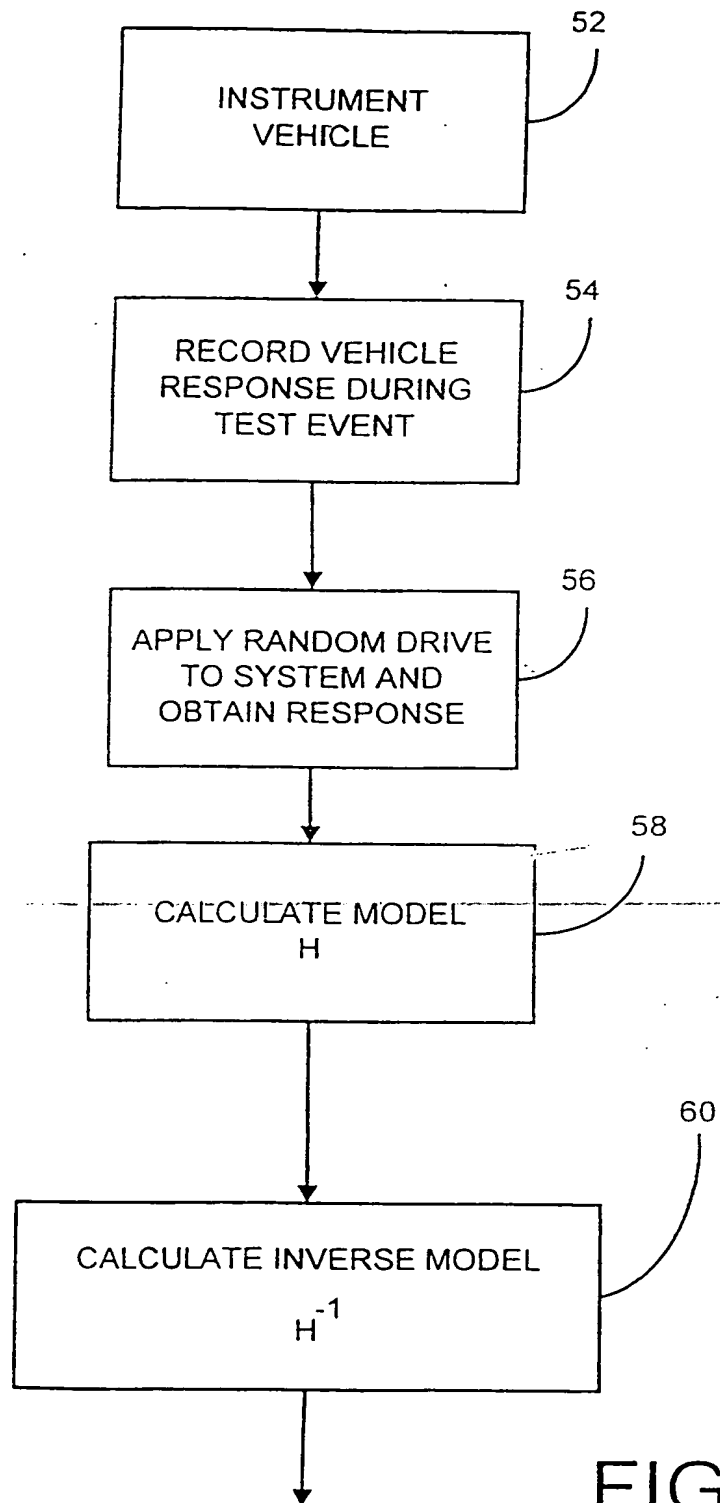 52
INSTRUMENT
VEHICLE
54
RECORD VEHICLE
RESPONSE DURING
TEST EVENT
56
APPLY RANDOM DRIVE
TO SYSTEM AND
OBTAIN RESPONSE
58
CALCULATE MODEL
H
60
CALCULATE INVERSE MODEL
H⁻¹
FIG